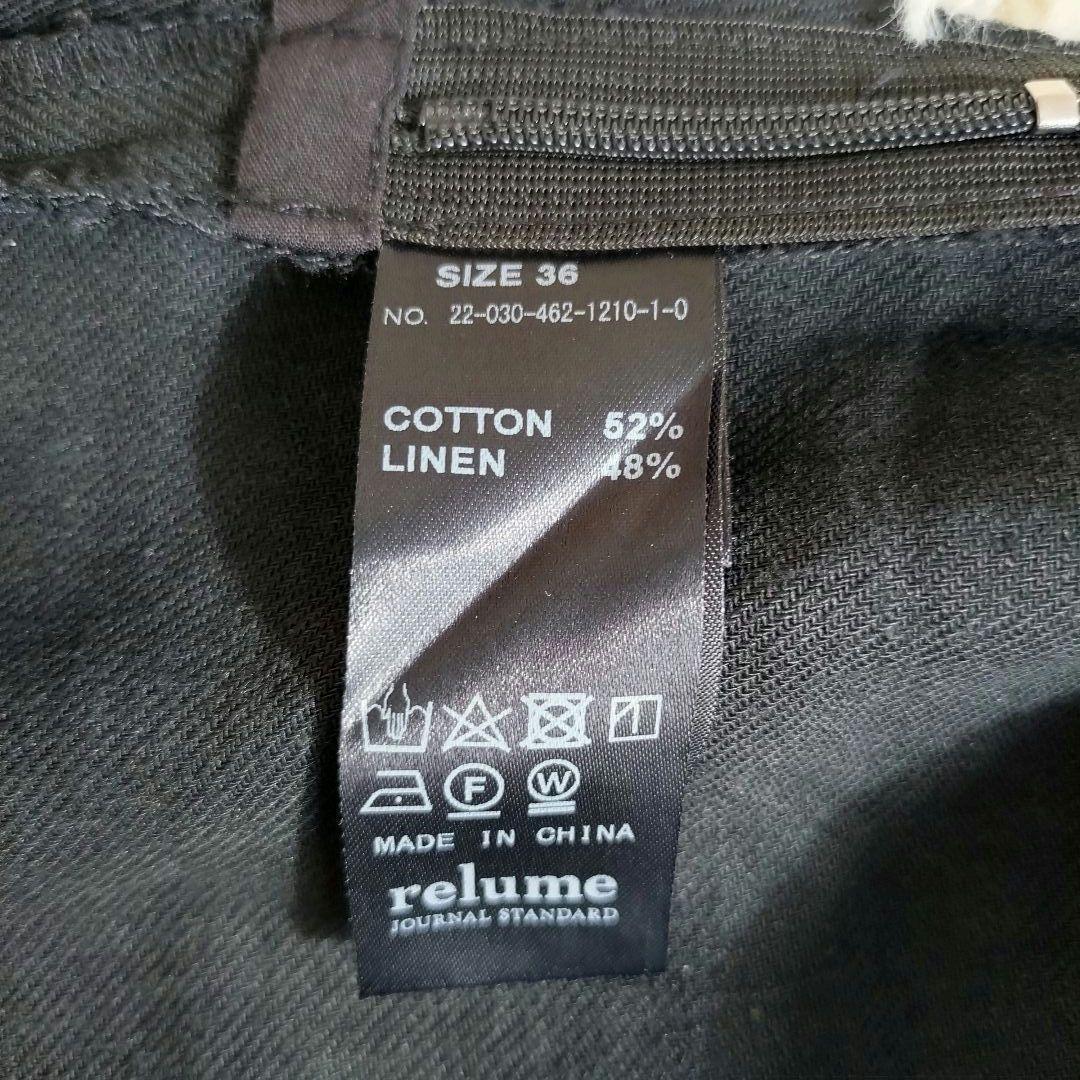 SIZE 36
NO. 22-030-462-1210-1-0
COTTON 52%
LINEN 48%
F W
MADE IN CHINA
relume
JOURNAL STANDARD